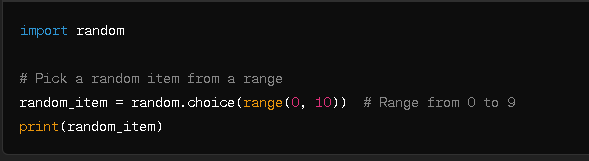 import random
# Pick a random item from a range
random_item = random.choice(range(0, 10))  # Range from 0 to 9
print(random_item)